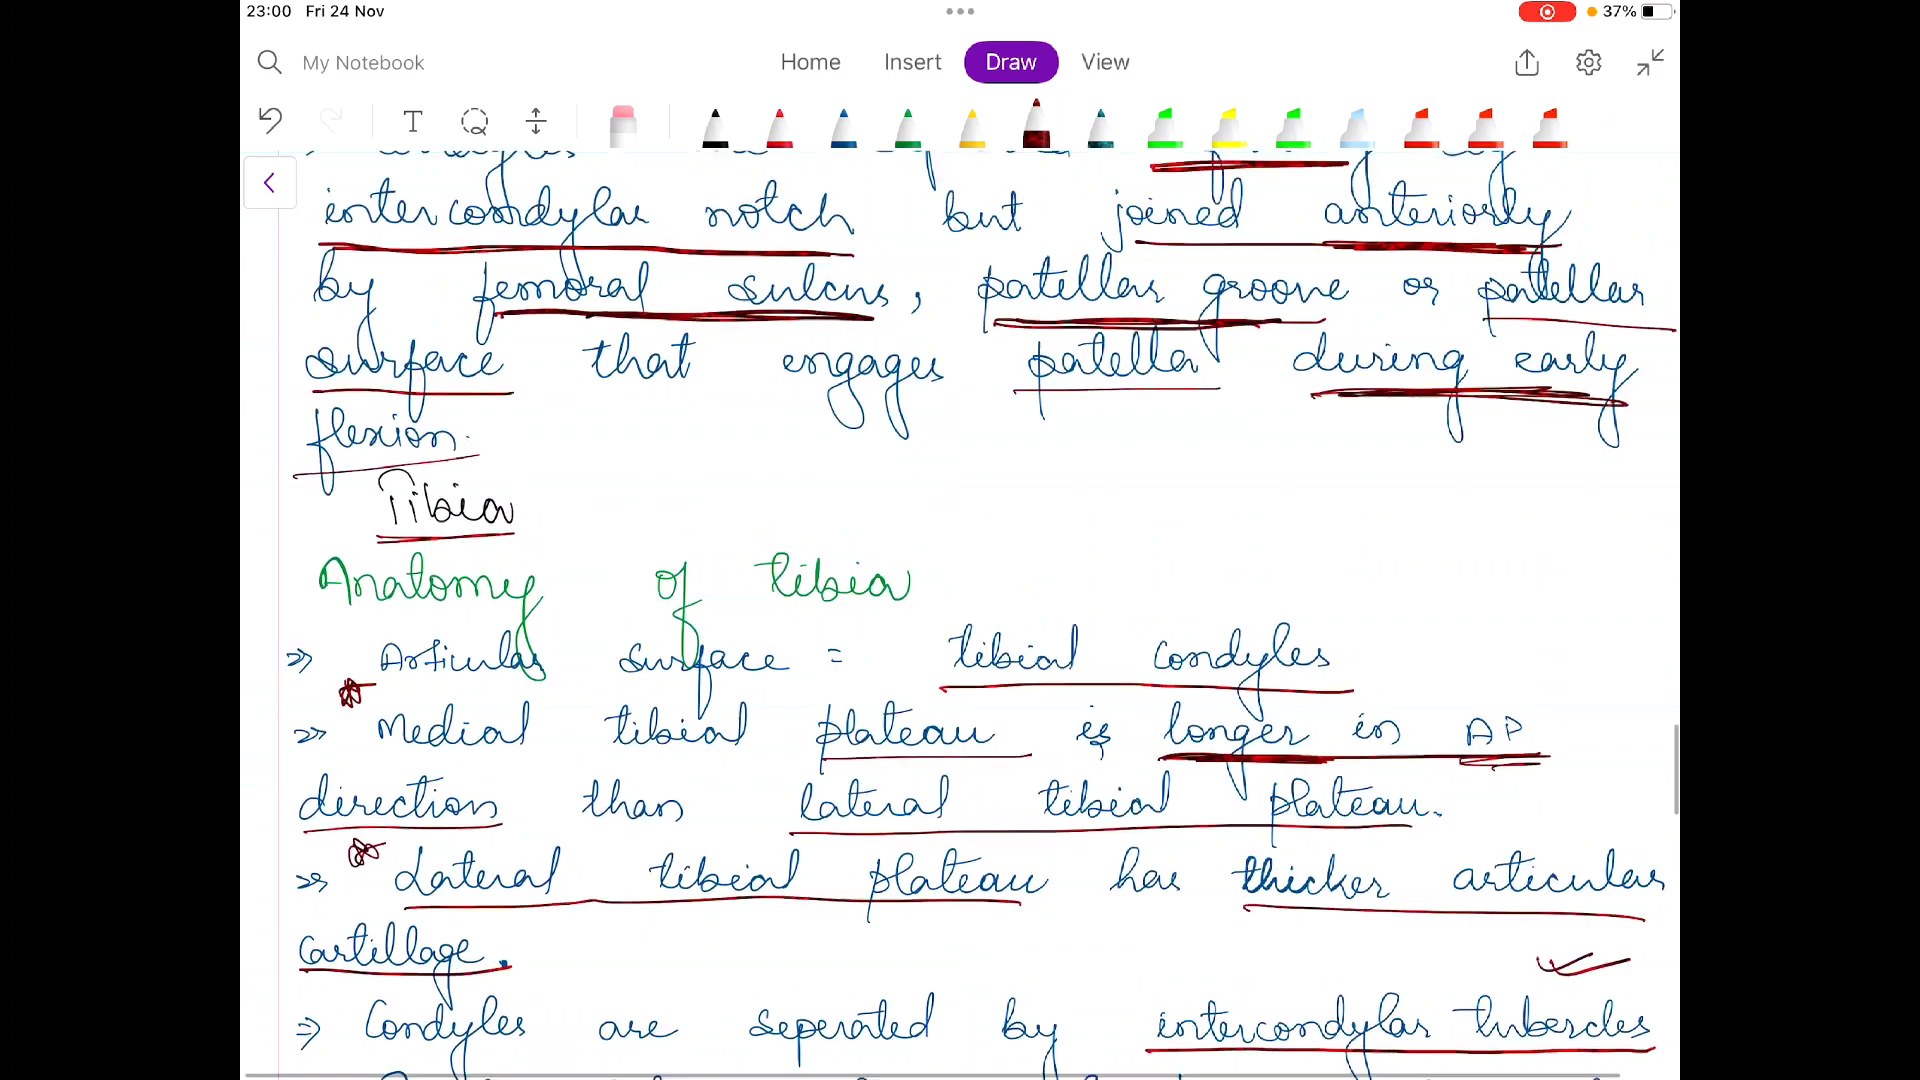 23:00 Fri 24 Nov
37%
My Notebook
Home Insert Draw View
T
intercondylar notch but joined anteriorly
by femoral sulcus, patellar groove or patellar
surface that engages patella during early
flexion.
Tibia
Anatomy of tibia
Articular surface = tibial condyles
Medial tibial plateau is longer in AP
direction than lateral tibial plateau.
Lateral tibial plateau has thicker articular
cartillage.
⇒ Condyles are seperated by intercondylar tubercles